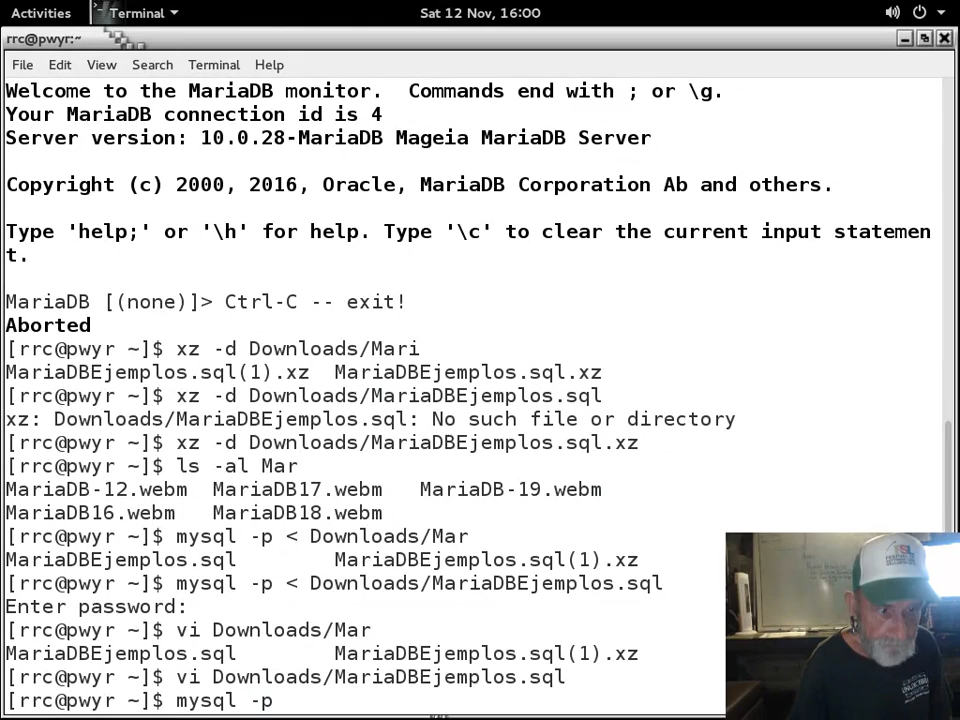 Activities Terminal Sat 12 Nov, 16:00
rrc@pwyr:~
File Edit View Search Terminal Help
Welcome to the MariaDB monitor.  Commands end with ; or \g.
Your MariaDB connection id is 4
Server version: 10.0.28-MariaDB Mageia MariaDB Server
Copyright (c) 2000, 2016, Oracle, MariaDB Corporation Ab and others.
Type 'help;' or '\h' for help. Type '\c' to clear the current input statemen
t.
MariaDB [(none)]> Ctrl-C -- exit!
Aborted
[rrc@pwyr ~]$ xz -d Downloads/Mari
MariaDBEjemplos.sql(1).xz  MariaDBEjemplos.sql.xz
[rrc@pwyr ~]$ xz -d Downloads/MariaDBEjemplos.sql
xz: Downloads/MariaDBEjemplos.sql: No such file or directory
[rrc@pwyr ~]$ xz -d Downloads/MariaDBEjemplos.sql.xz
[rrc@pwyr ~]$ ls -al Mar
MariaDB-12.webm  MariaDB17.webm   MariaDB-19.webm
MariaDB16.webm   MariaDB18.webm
[rrc@pwyr ~]$ mysql -p < Downloads/Mar
MariaDBEjemplos.sql        MariaDBEjemplos.sql(1).xz
[rrc@pwyr ~]$ mysql -p < Downloads/MariaDBEjemplos.sql
Enter password:
[rrc@pwyr ~]$ vi Downloads/Mar
MariaDBEjemplos.sql        MariaDBEjemplos.sql(1).xz
[rrc@pwyr ~]$ vi Downloads/MariaDBEjemplos.sql
[rrc@pwyr ~]$ mysql -p